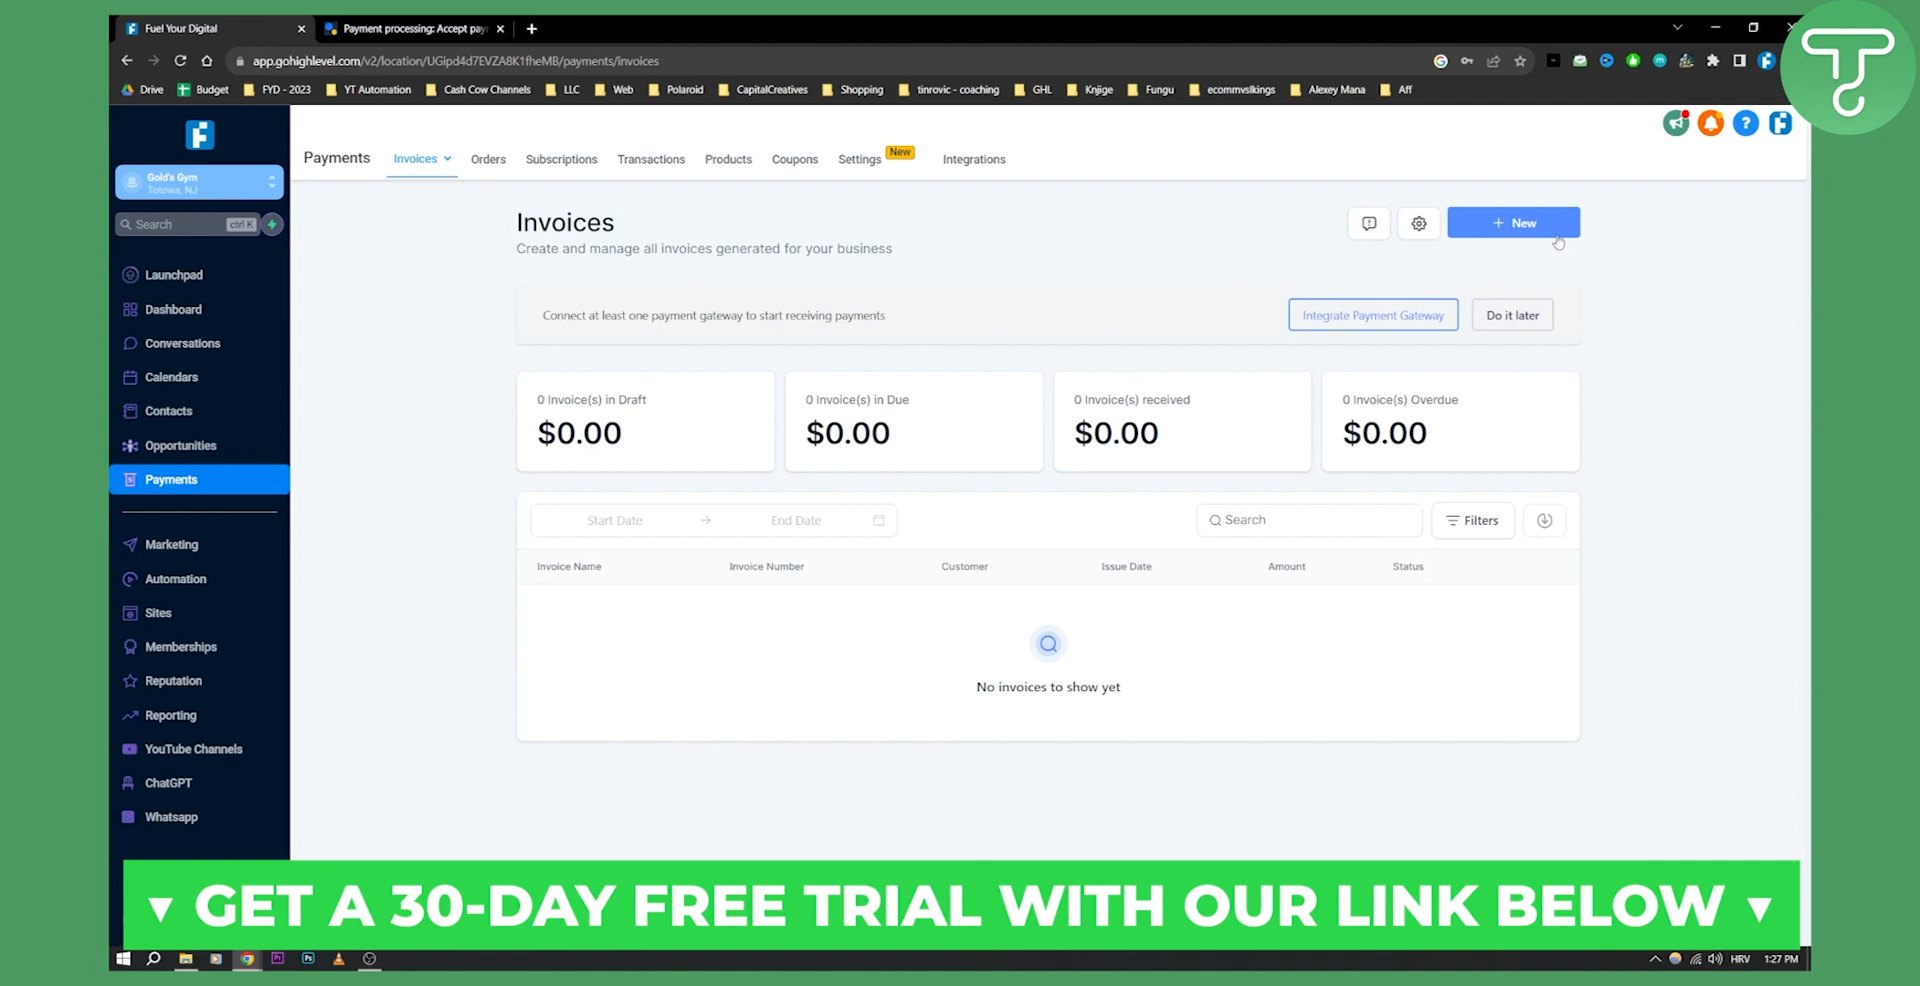 Fuel Your Digital
Payment processing: Accept pay
app.gohighlevel.com/v2/location/UGipd4d7EVZA8K1fheMB/payments/invoices
Drive Budget FYD - 2023 YT Automation Cash Cow Channels LLC Web Polaroid CapitalCreatives Shopping tinrovic - coaching GHL Knjige Fungu ecommvslkings Alexey Mana Aff
Payments Invoices Orders Subscriptions Transactions Products Coupons Settings New Integrations
Gold's Gym
Totowa, NJ
Search ctrl K
Launchpad
Dashboard
Conversations
Calendars
Contacts
Opportunities
Payments
Marketing
Automation
Sites
Memberships
Reputation
Reporting
YouTube Channels
ChatGPT
Whatsapp
Invoices
Create and manage all invoices generated for your business
+ New
Connect at least one payment gateway to start receiving payments
Integrate Payment Gateway Do it later
0 Invoice(s) in Draft
$0.00
0 Invoice(s) in Due
$0.00
0 Invoice(s) received
$0.00
0 Invoice(s) Overdue
$0.00
Start Date → End Date
Search Filters
Invoice Name Invoice Number Customer Issue Date Amount Status
No invoices to show yet
▼ GET A 30-DAY FREE TRIAL WITH OUR LINK BELOW ▼
HRV 1:27 PM